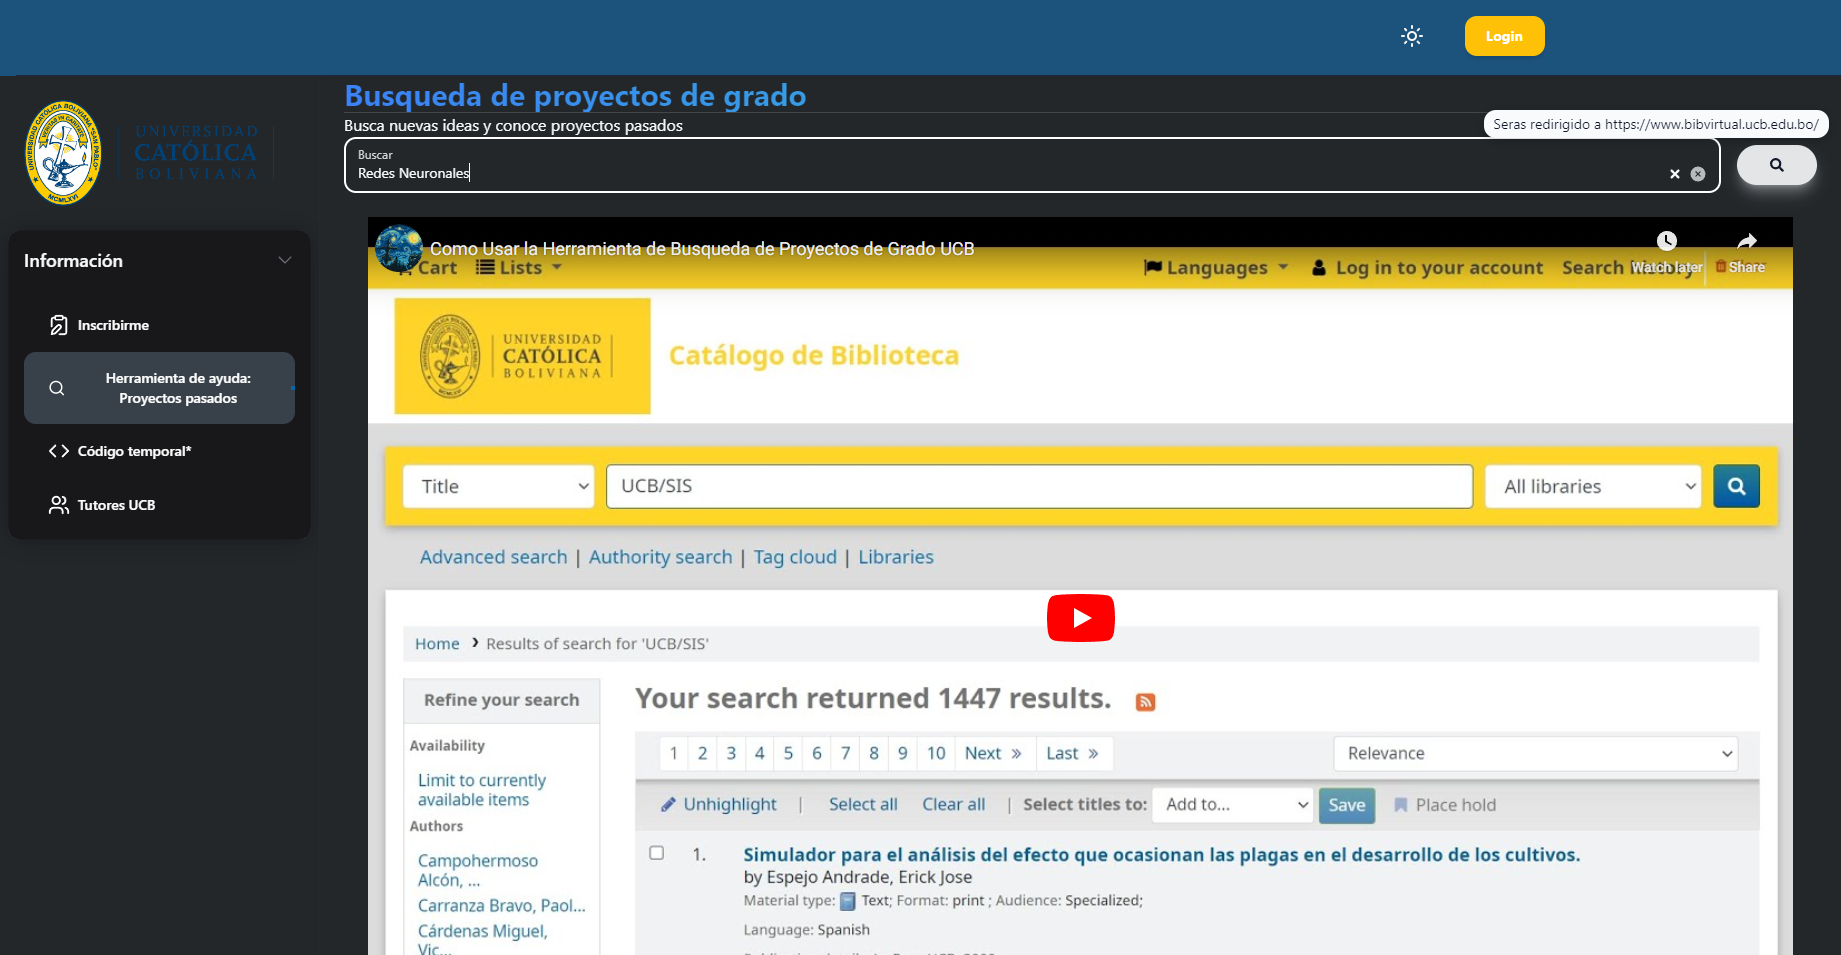 Login
UNIVERSIDAD
CATÓLICA
BOLIVIANA
Información
Inscribirme
Herramienta de ayuda:
Proyectos pasados
Código temporal*
Tutores UCB
Busqueda de proyectos de grado
Busca nuevas ideas y conoce proyectos pasados
Seras redirigido a https://www.bibvirtual.ucb.edu.bo/
Buscar
Redes Neuronales
Como Usar la Herramienta de Busqueda de Proyectos de Grado UCB
Watch later
Share
Cart Lists Languages Log in to your account Search history
UNIVERSIDAD
CATÓLICA
BOLIVIANA
Catálogo de Biblioteca
Title UCB/SIS All libraries
Advanced search | Authority search | Tag cloud | Libraries
Home › Results of search for 'UCB/SIS'
Refine your search
Availability
Limit to currently
available items
Authors
Campohermoso
Alcón, ...
Carranza Bravo, Paol...
Cárdenas Miguel,
Vic...
Your search returned 1447 results.
1 2 3 4 5 6 7 8 9 10 Next » Last »
Relevance
Unhighlight | Select all Clear all | Select titles to: Add to... Save Place hold
1. Simulador para el análisis del efecto que ocasionan las plagas en el desarrollo de los cultivos.
by Espejo Andrade, Erick Jose
Material type: Text; Format: print ; Audience: Specialized;
Language: Spanish